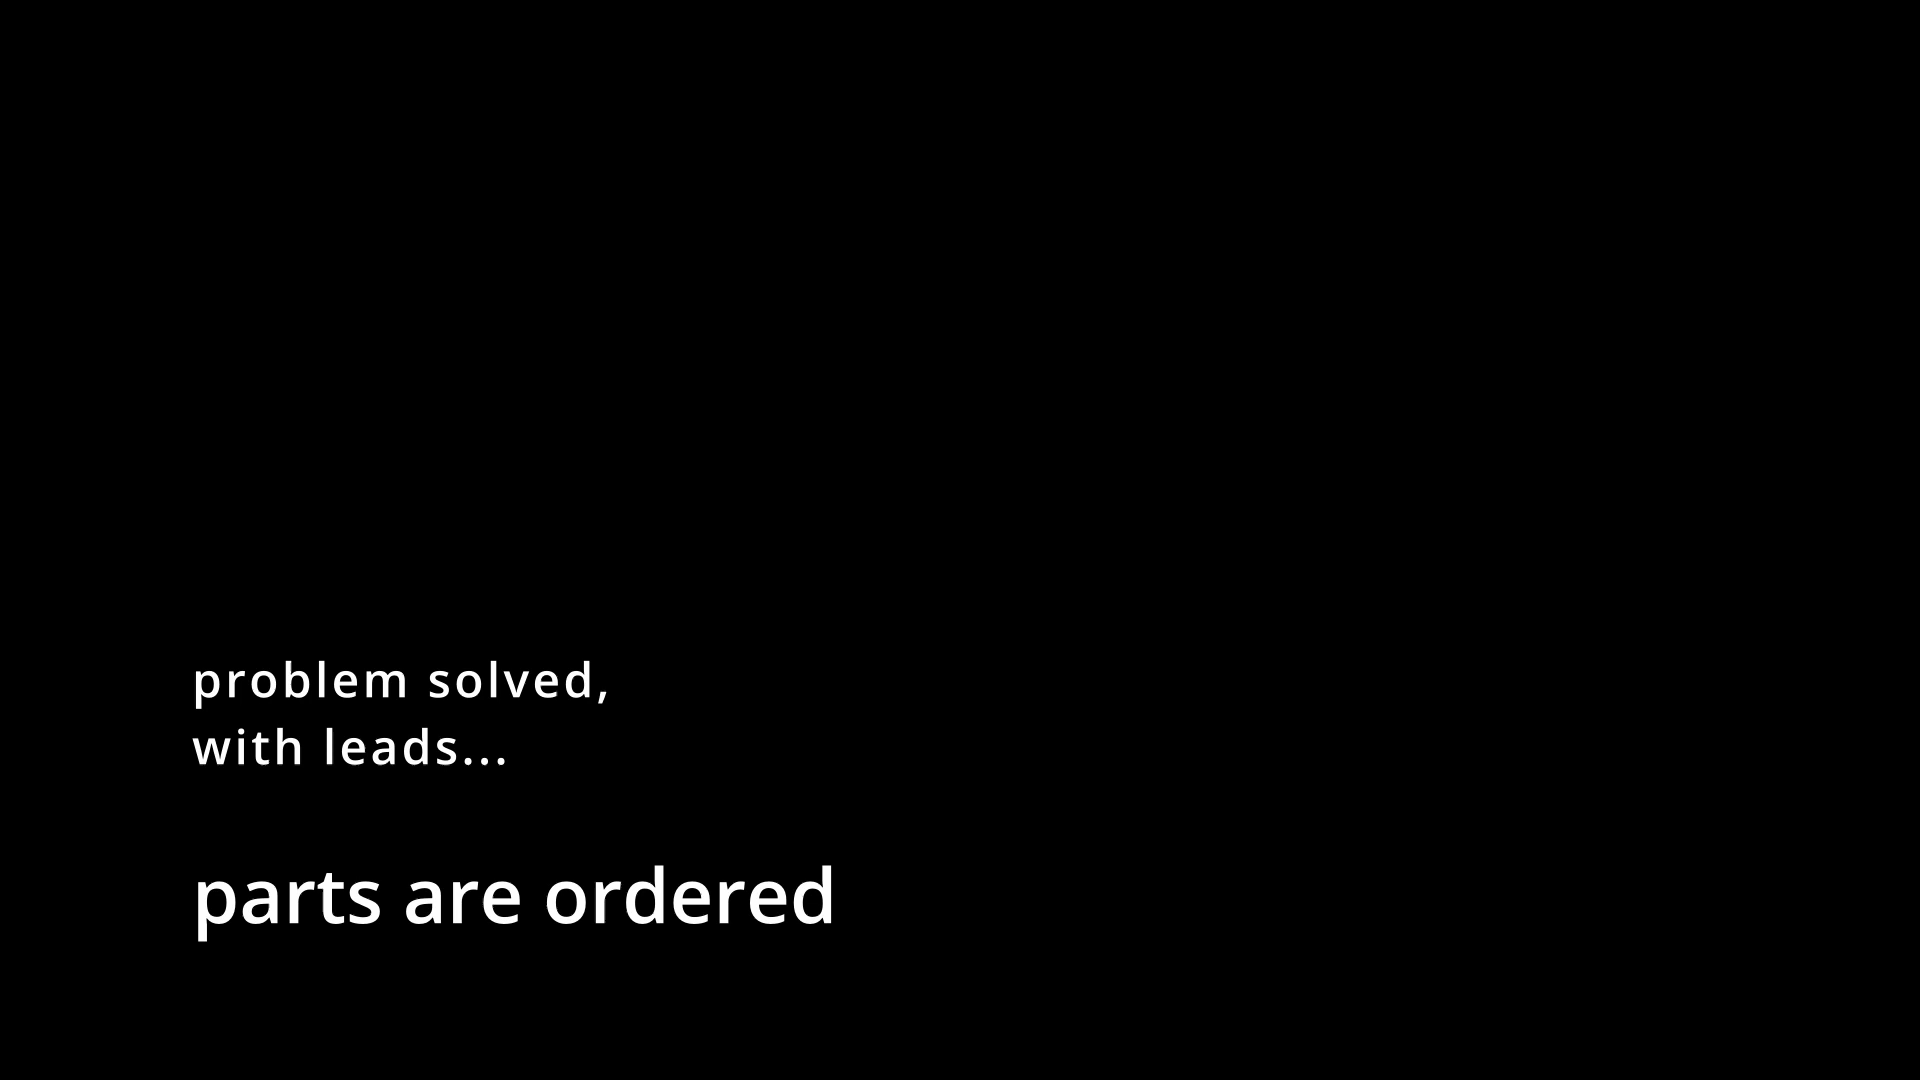 problem solved,
with leads...
parts are ordered